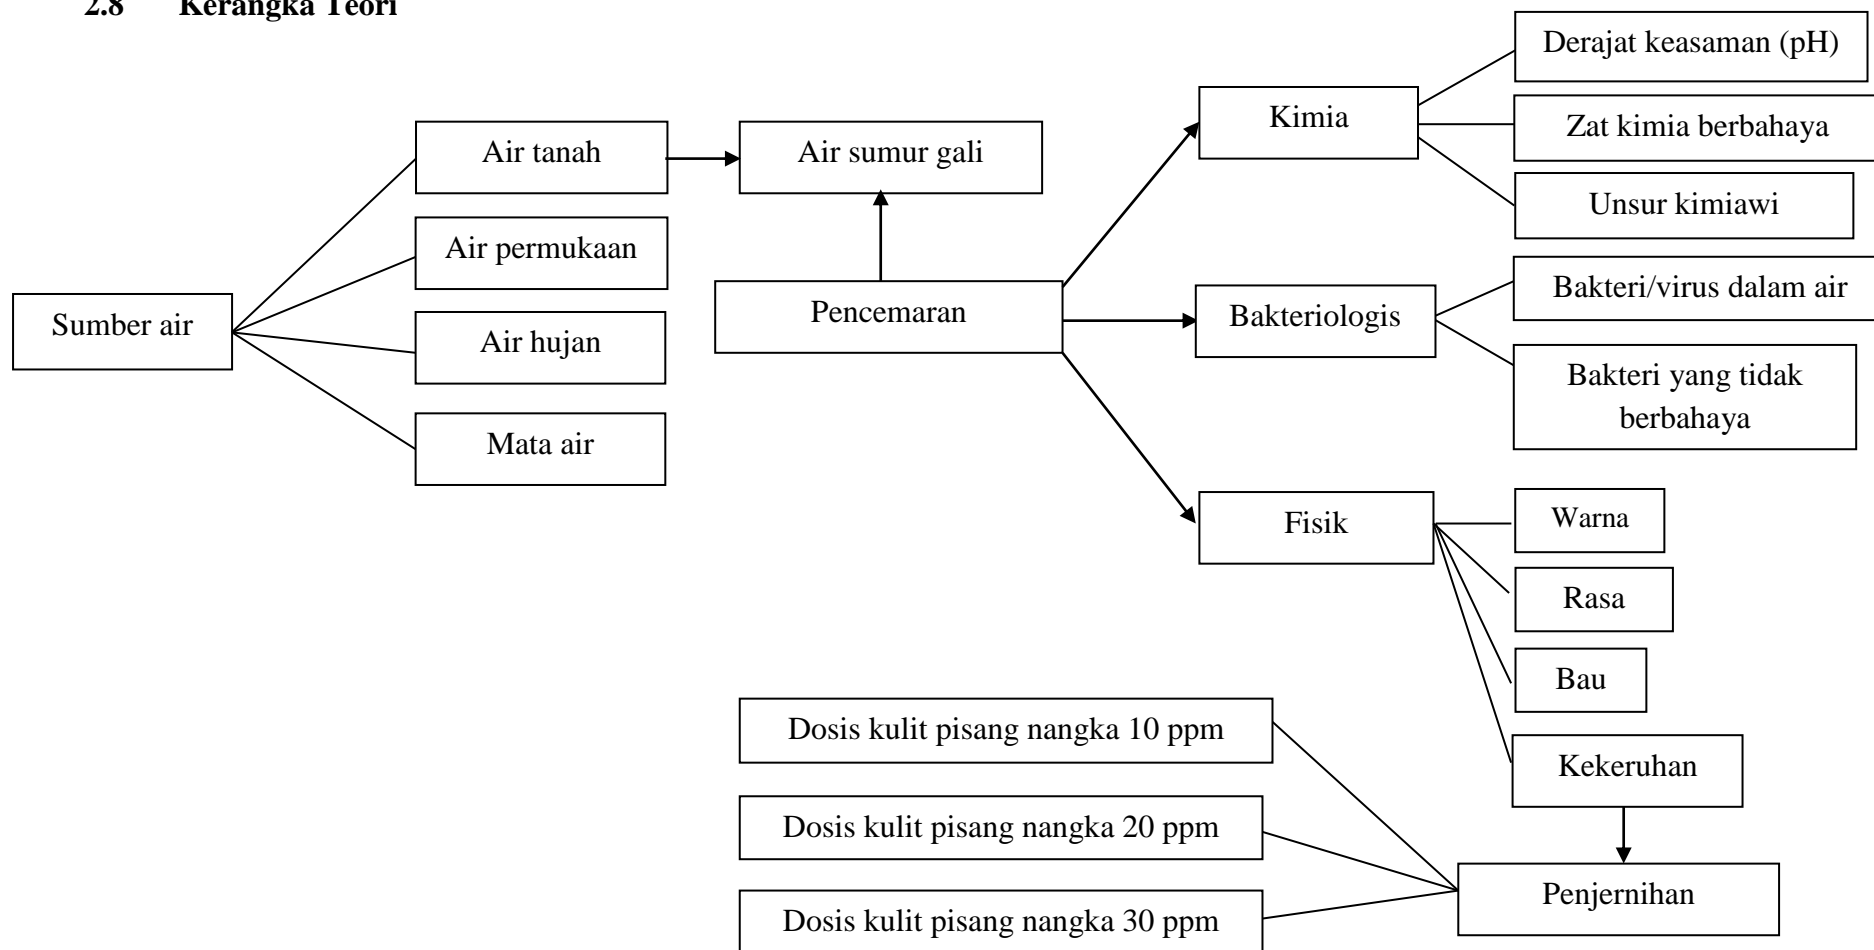 2.8 Kerangka Teori
Derajat keasaman (pH)
Kimia
Zat kimia berbahaya
Air tanah
Air sumur gali
Unsur kimiawi
Air permukaan
Bakteri/virus dalam air
Sumber air
Pencemaran
Bakteriologis
Air hujan
Bakteri yang tidak
berbahaya
Mata air
Fisik
Warna
Rasa
Bau
Dosis kulit pisang nangka 10 ppm
Kekeruhan
Dosis kulit pisang nangka 20 ppm
Penjernihan
Dosis kulit pisang nangka 30 ppm